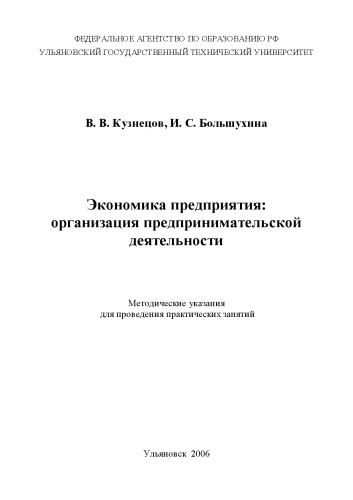 ФЕДЕРАЛЬНОЕ АГЕНТСТВО ПО ОБРАЗОВАНИЮ РФ
УЛЬЯНОВСКИЙ ГОСУДАРСТВЕННЫЙ ТЕХНИЧЕСКИЙ УНИВЕРСИТЕТ
В. В. Кузнецов, И. С. Большухина
Экономика предприятия:
организация предпринимательской
деятельности
Методические указания
для проведения практических занятий
Ульяновск 2006